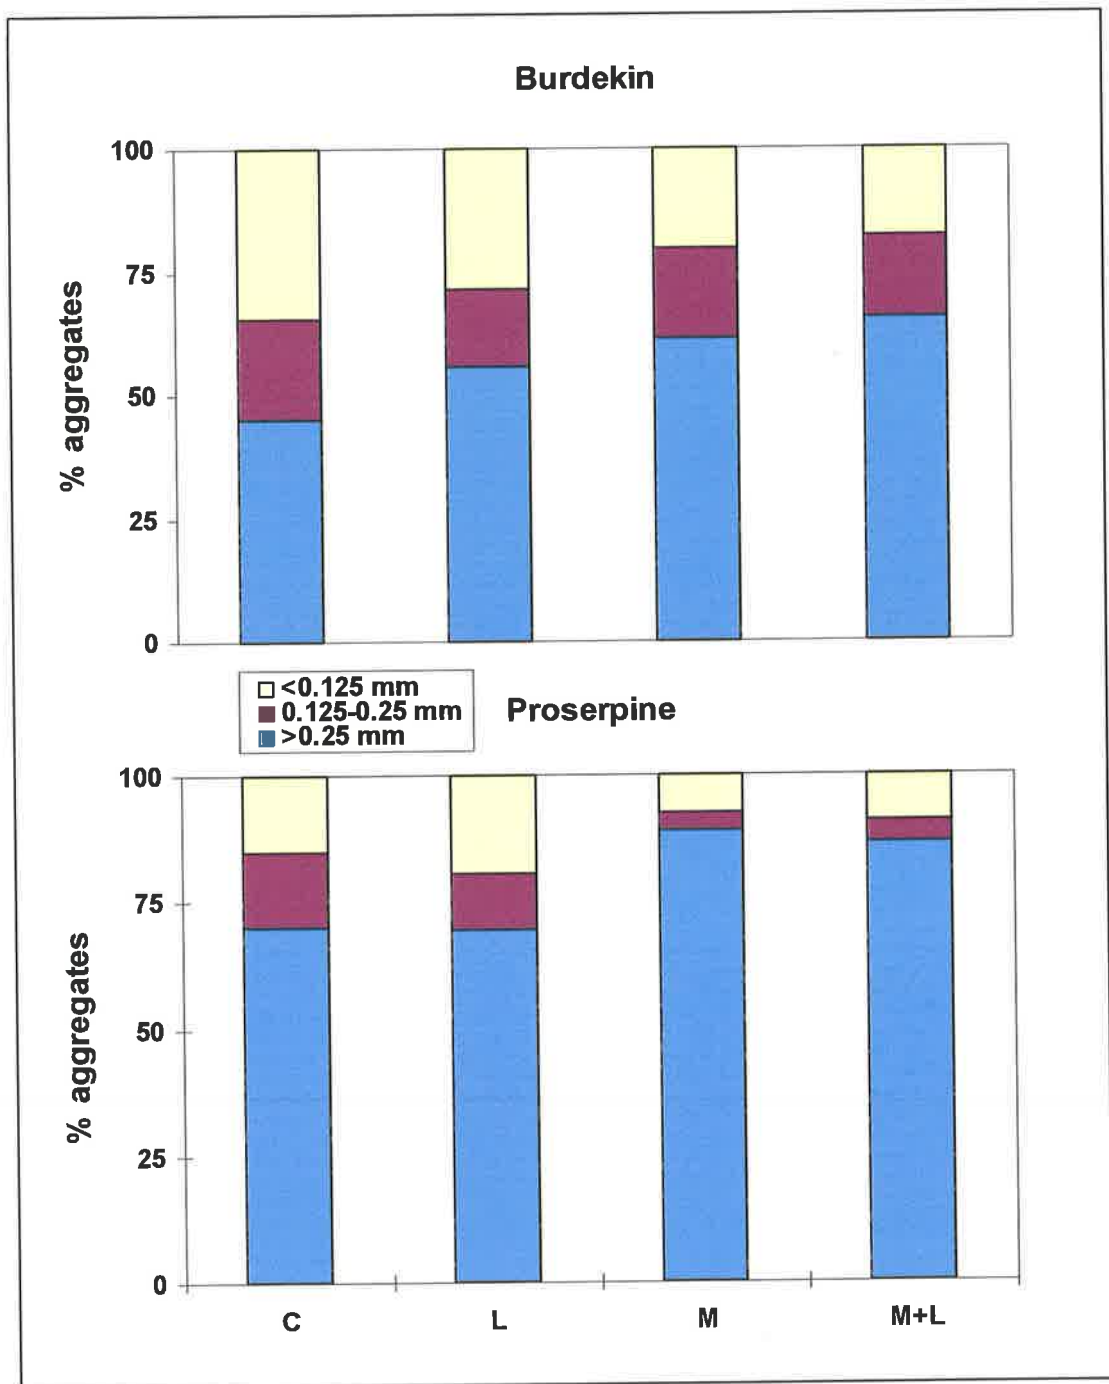 Burdekin
100
75
50
25
0
% aggregates
<0.125 mm
0.125-0.25 mm
>0.25 mm
Proserpine
100
75
50
25
0
% aggregates
C L M M+L